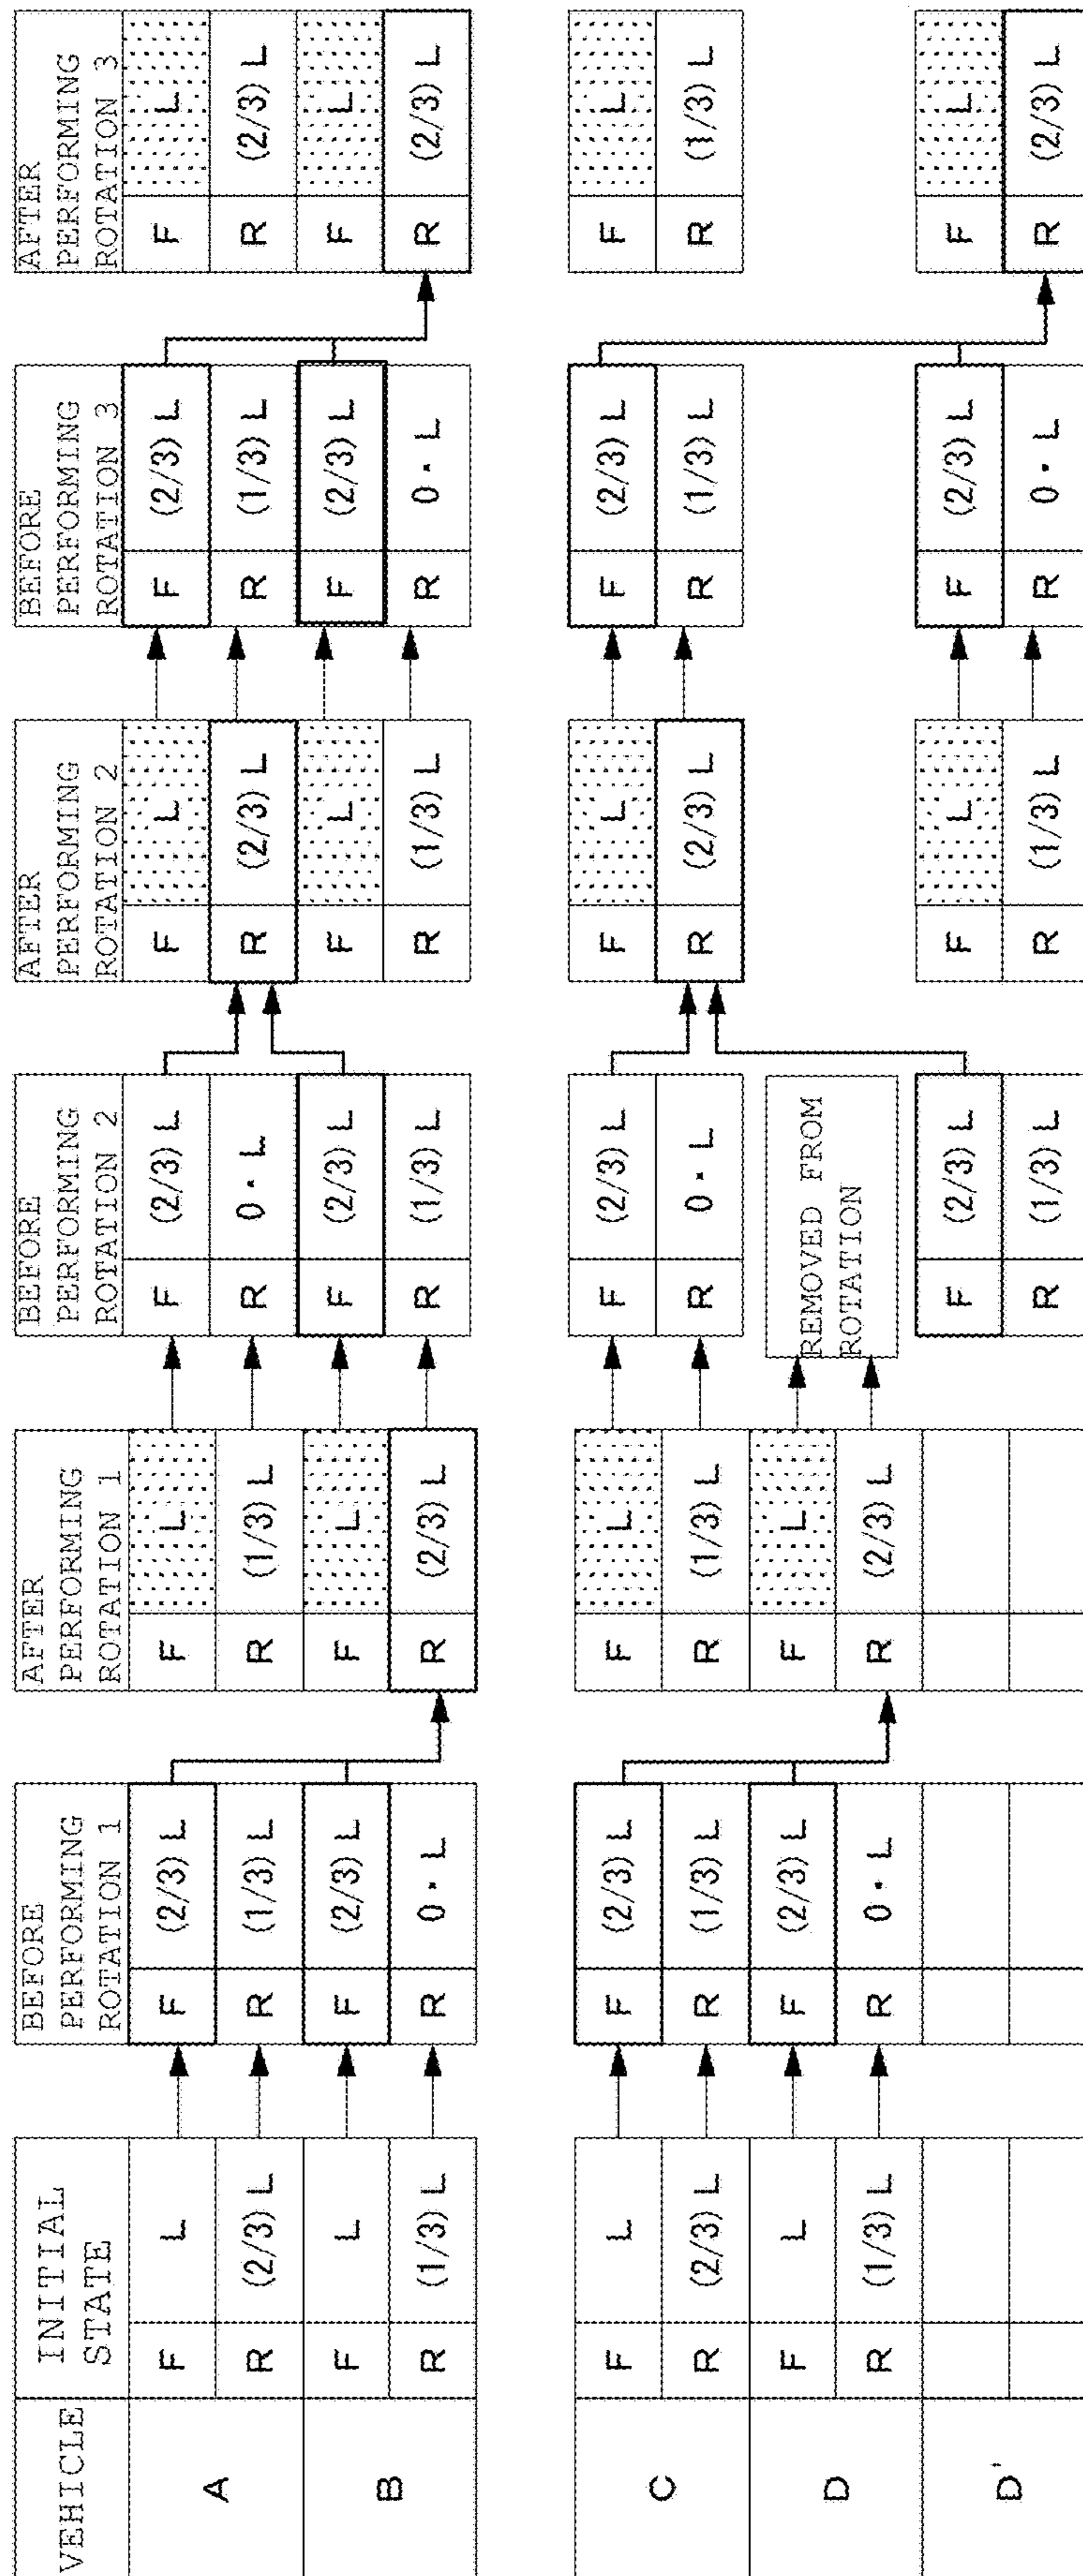 VEHICLE
INITIAL
STATE
BEFORE
PERFORMING
ROTATION 1
AFTER
PERFORMING
ROTATION 1
BEFORE
PERFORMING
ROTATION 2
AFTER
PERFORMING
ROTATION 2
BEFORE
PERFORMING
ROTATION 3
AFTER
PERFORMING
ROTATION 3
A
F L F (2/3) L F L F (2/3) L F L F (2/3) L F L
R (2/3) L R (1/3) L R (1/3) L R 0・L R (2/3) L R (1/3) L R (2/3) L
B
F L F (2/3) L F L F (2/3) L F L F (2/3) L F L
R (1/3) L R 0・L R (2/3) L R (1/3) L R (1/3) L R 0・L R (2/3) L
C
F L F (2/3) L F L F (2/3) L F L F (2/3) L F L
R (2/3) L R (1/3) L R (1/3) L R 0・L R (2/3) L R (1/3) L R (1/3) L
D
F L F (2/3) L F L
R (1/3) L R 0・L R (2/3) L
REMOVED FROM
ROTATION
D'
F (2/3) L F L F (2/3) L F L
R (1/3) L R (1/3) L R 0・L R (2/3) L